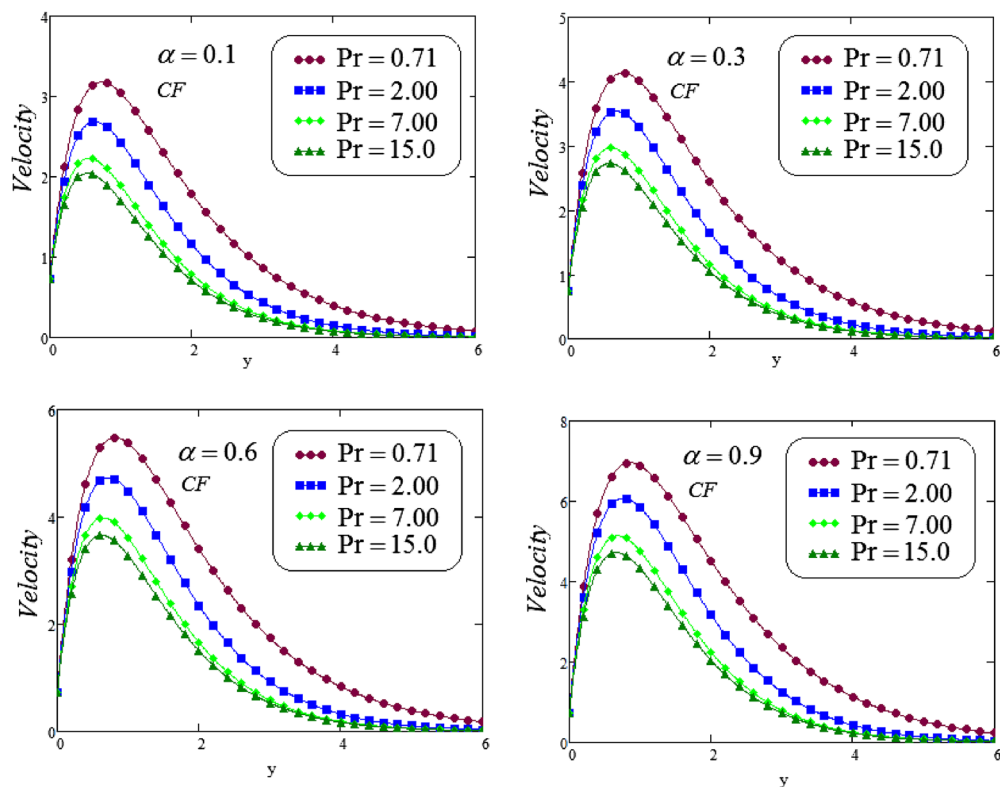 4
3
2
1
0
Velocity
α = 0.1
CF
Pr = 0.71
Pr = 2.00
Pr = 7.00
Pr = 15.0
0 2 4 6
y
5
4
3
2
1
0
Velocity
α = 0.3
CF
Pr = 0.71
Pr = 2.00
Pr = 7.00
Pr = 15.0
0 2 4 6
y
6
4
2
0
Velocity
α = 0.6
CF
Pr = 0.71
Pr = 2.00
Pr = 7.00
Pr = 15.0
0 2 4 6
y
8
6
4
2
0
Velocity
α = 0.9
CF
Pr = 0.71
Pr = 2.00
Pr = 7.00
Pr = 15.0
0 2 4 6
y